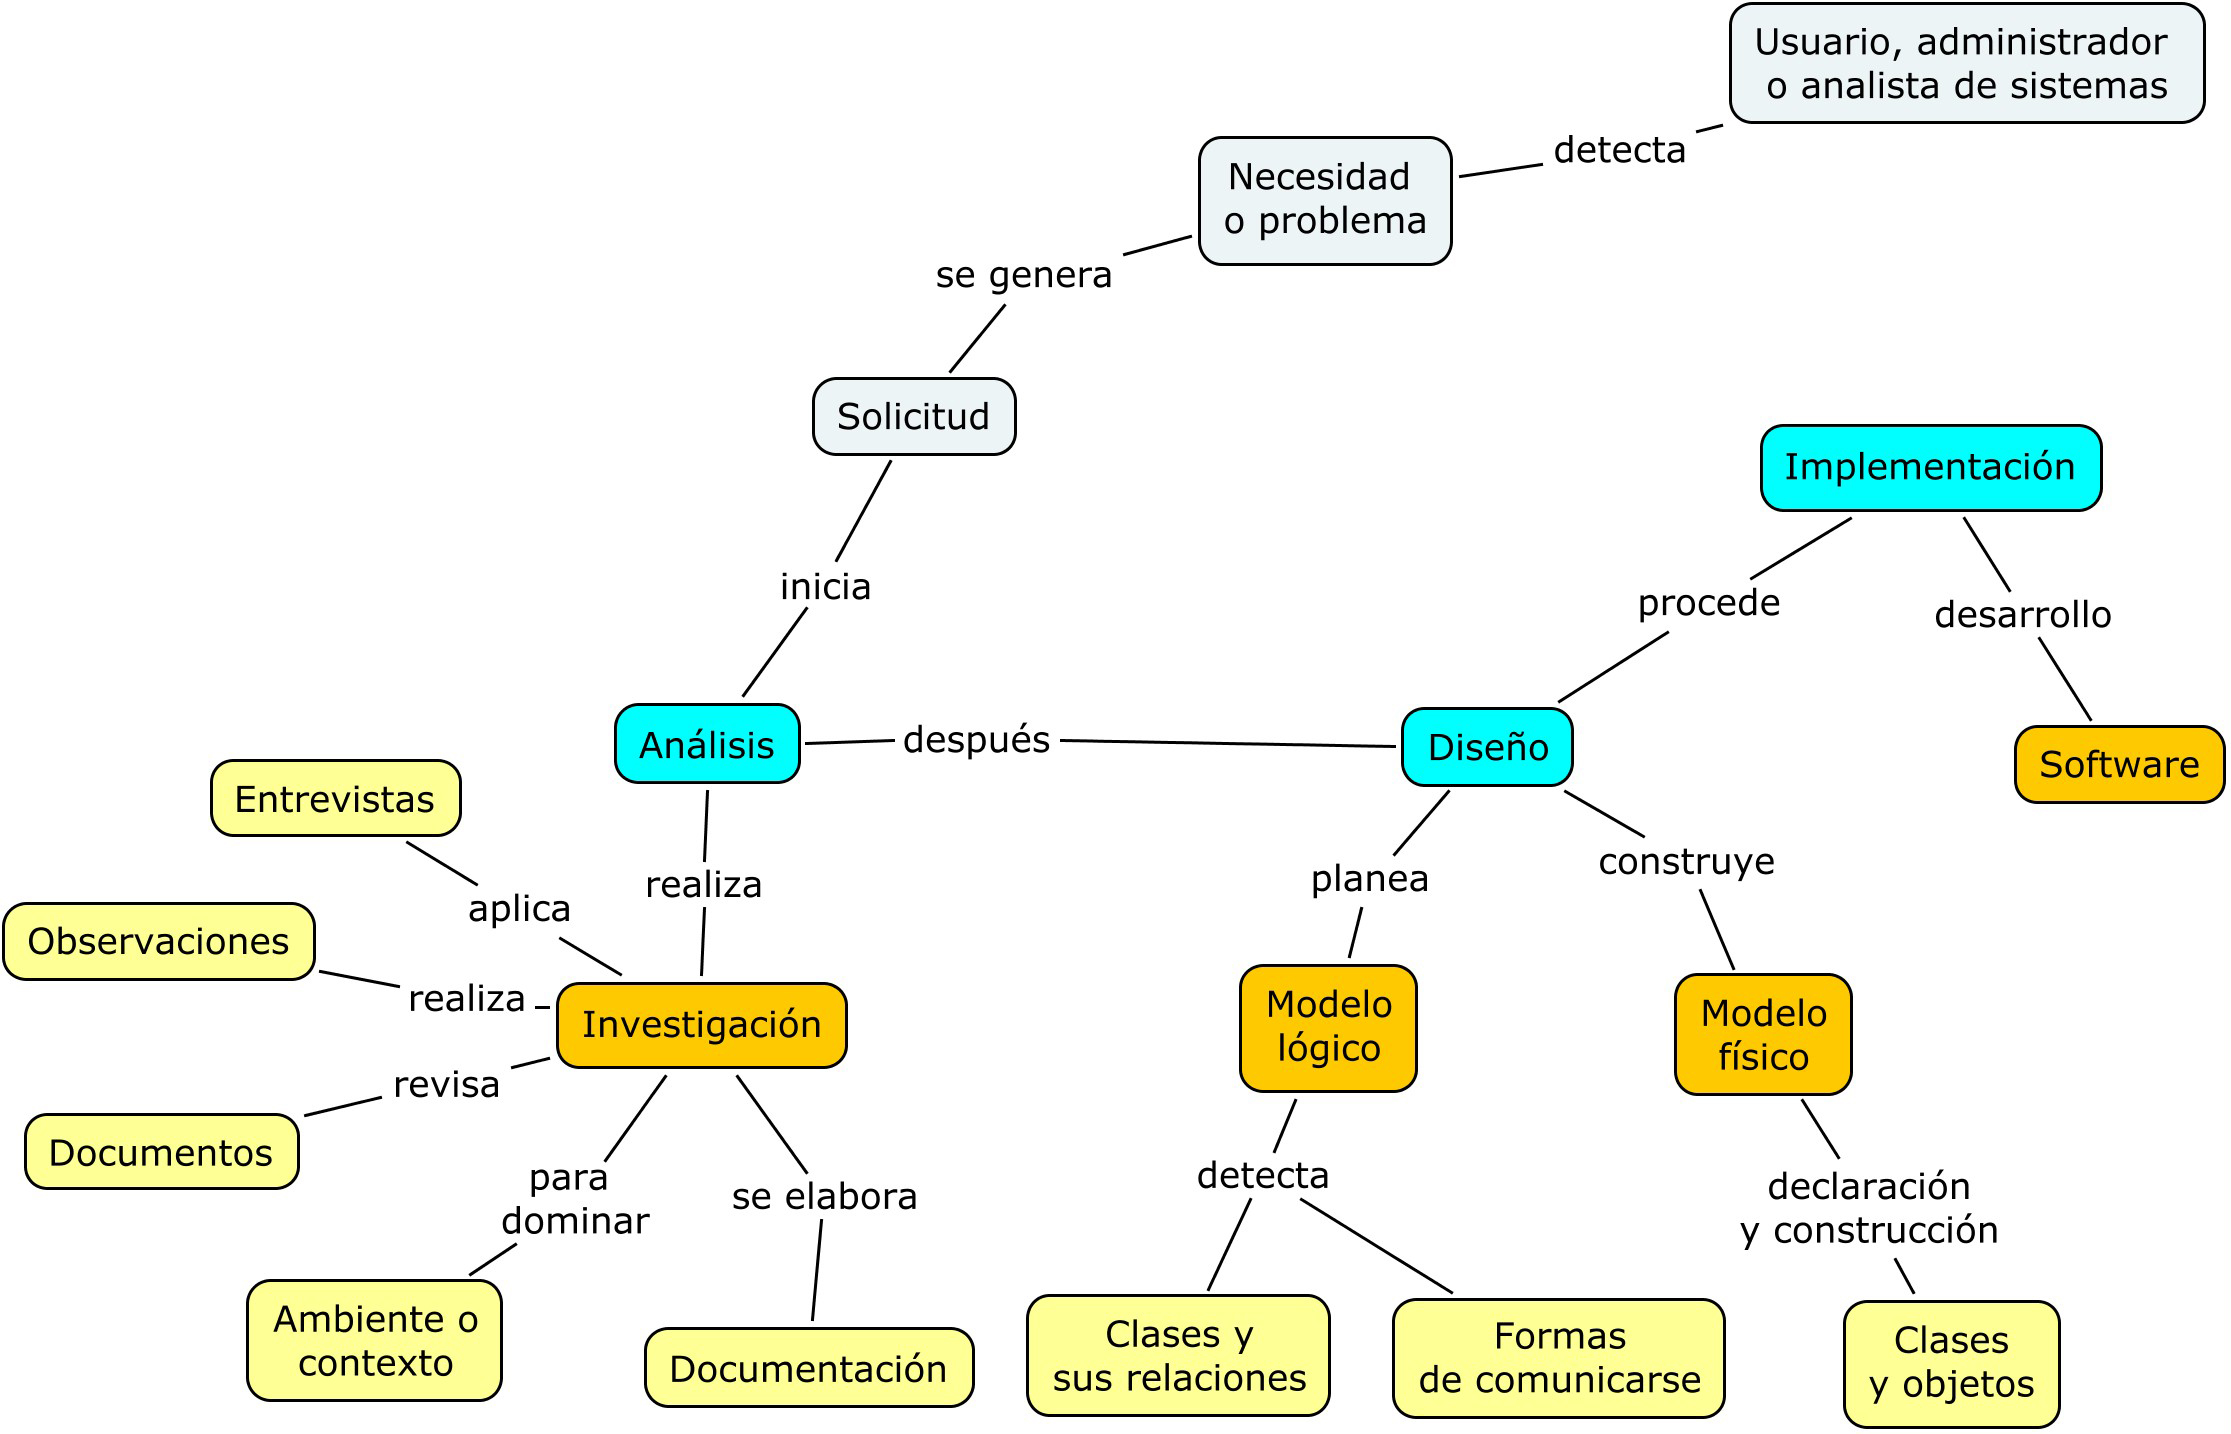 Usuario, administrador
o analista de sistemas
detecta
Necesidad
o problema
se genera
Solicitud
inicia
Análisis
después
Diseño
procede
Implementación
desarrollo
Software
realiza
Investigación
aplica
Entrevistas
realiza
Observaciones
revisa
Documentos
para
dominar
Ambiente o
contexto
se elabora
Documentación
planea
Modelo
lógico
detecta
Clases y
sus relaciones
Formas
de comunicarse
construye
Modelo
físico
declaración
y construcción
Clases
y objetos